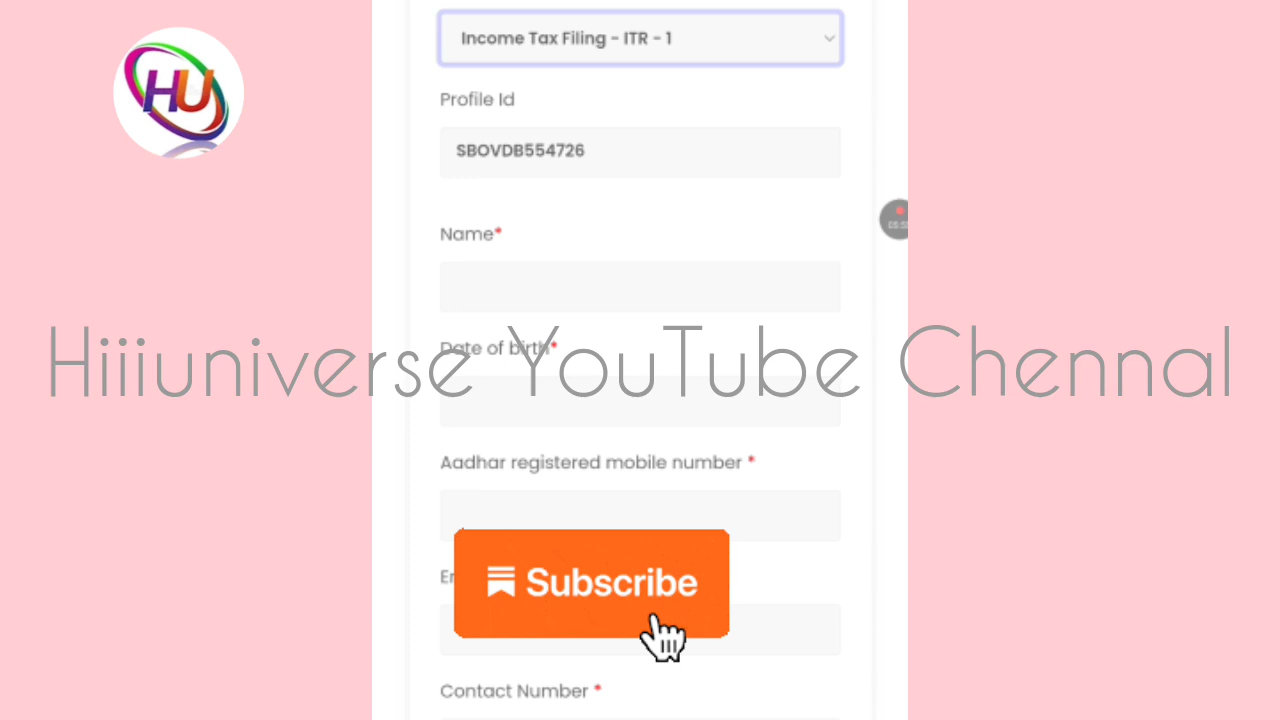 HU
Income Tax Filing - ITR - 1
Profile Id
SBOVDB554726
Name*
Hiiiuniverse YouTube Chennal
Date of birth*
Aadhar registered mobile number *
Subscribe
Contact Number *